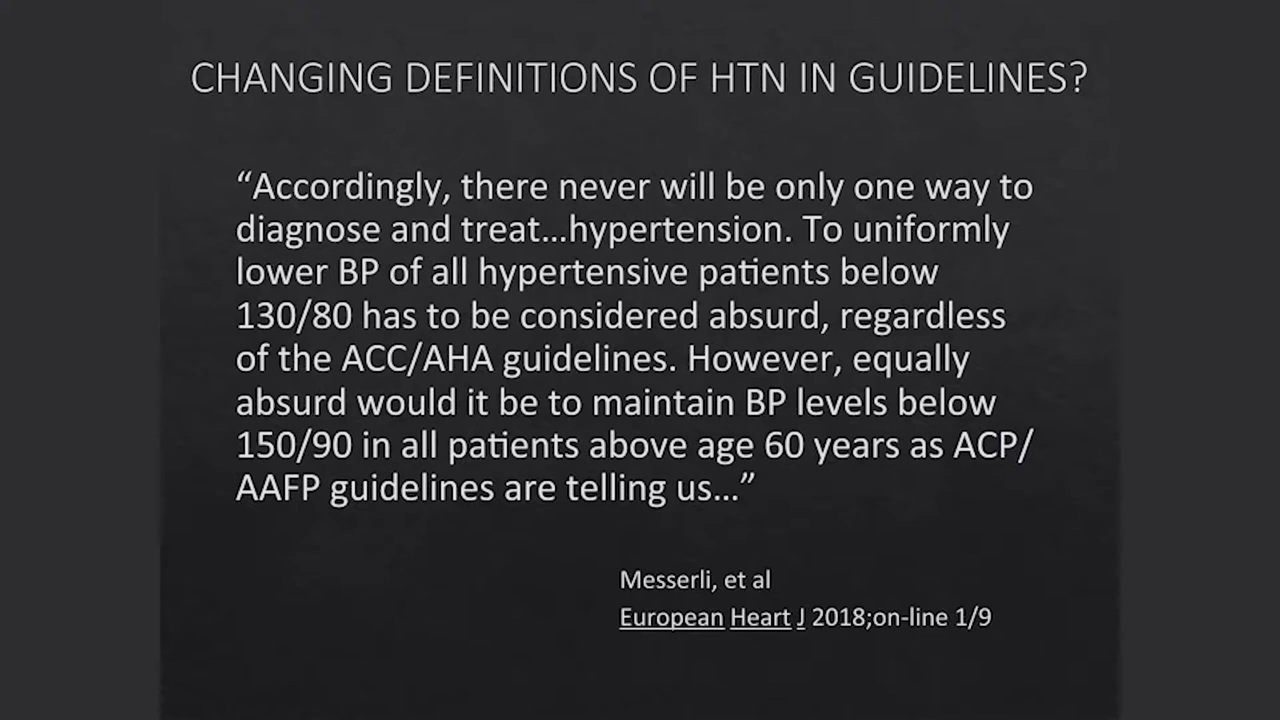 CHANGING DEFINITIONS OF HTN IN GUIDELINES?
“Accordingly, there never will be only one way to
diagnose and treat…hypertension. To uniformly
lower BP of all hypertensive patients below
130/80 has to be considered absurd, regardless
of the ACC/AHA guidelines. However, equally
absurd would it be to maintain BP levels below
150/90 in all patients above age 60 years as ACP/
AAFP guidelines are telling us…”
Messerli, et al
European Heart J 2018;on-line 1/9